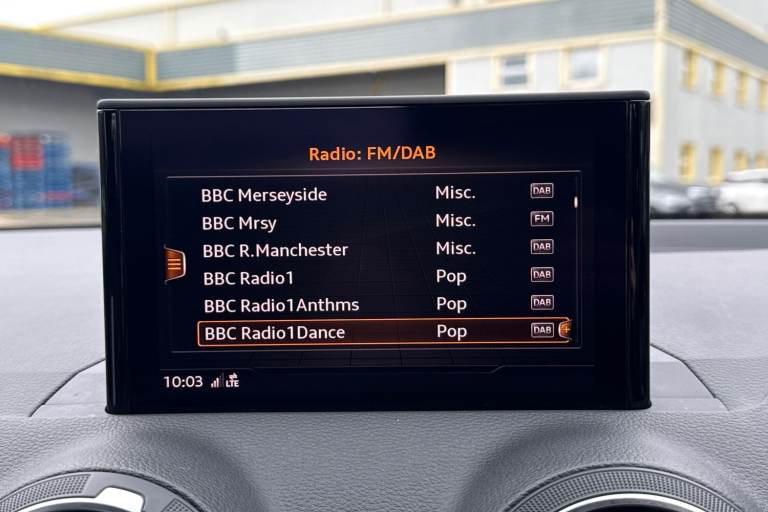 Radio: FM/DAB
BBC Merseyside Misc. DAB
BBC Mrsy Misc. FM
BBC R.Manchester Misc. DAB
BBC Radio1 Pop DAB
BBC Radio1Anthms Pop DAB
BBC Radio1Dance Pop DAB +
10:03 LTE